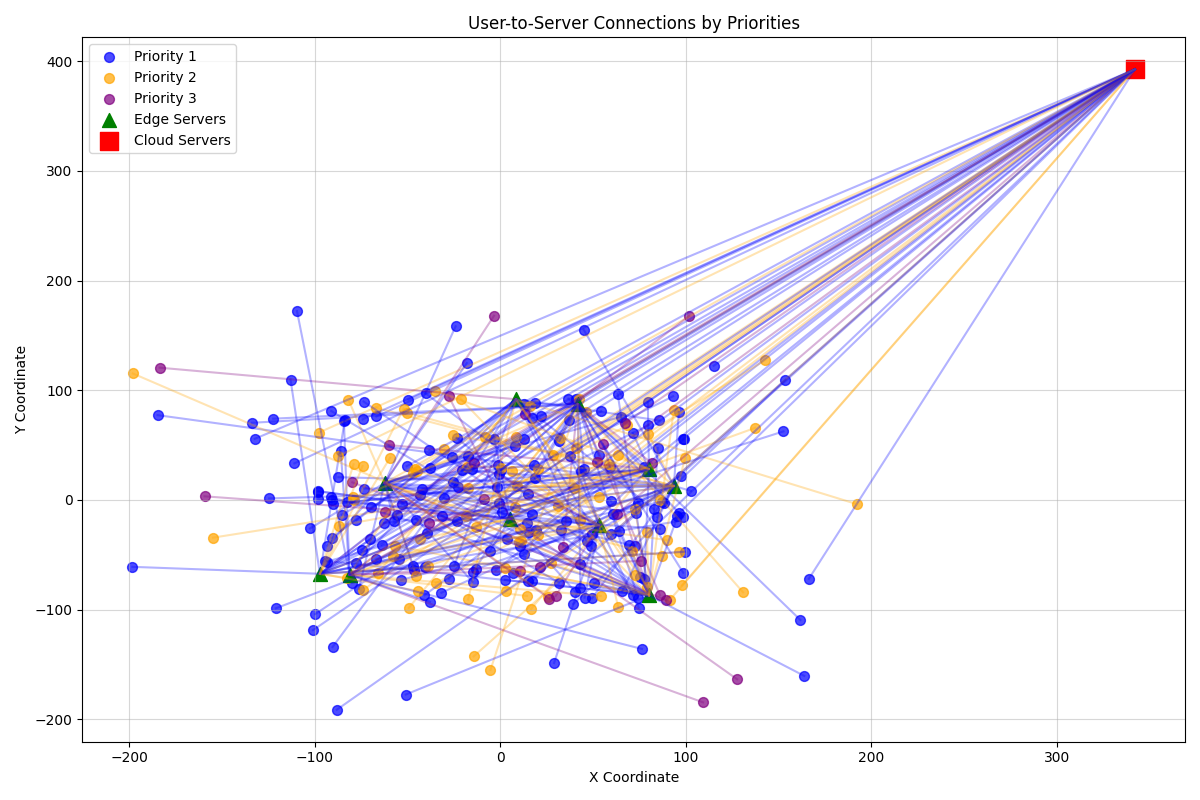 User-to-Server Connections by Priorities
Priority 1
Priority 2
Priority 3
Edge Servers
Cloud Servers
400
300
200
100
0
−100
−200
Y Coordinate
−200
−100
0
100
200
300
X Coordinate